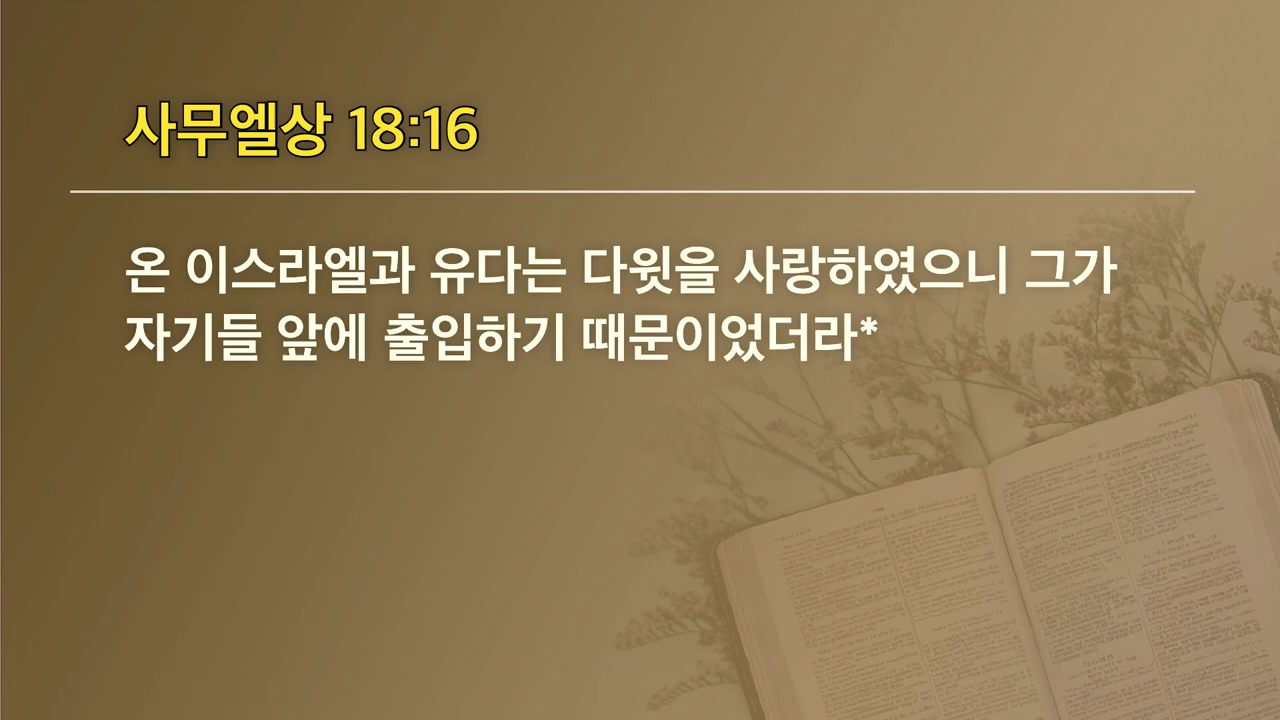 사무엘상 18:16
온 이스라엘과 유다는 다윗을 사랑하였으니 그가
자기들 앞에 출입하기 때문이었더라*